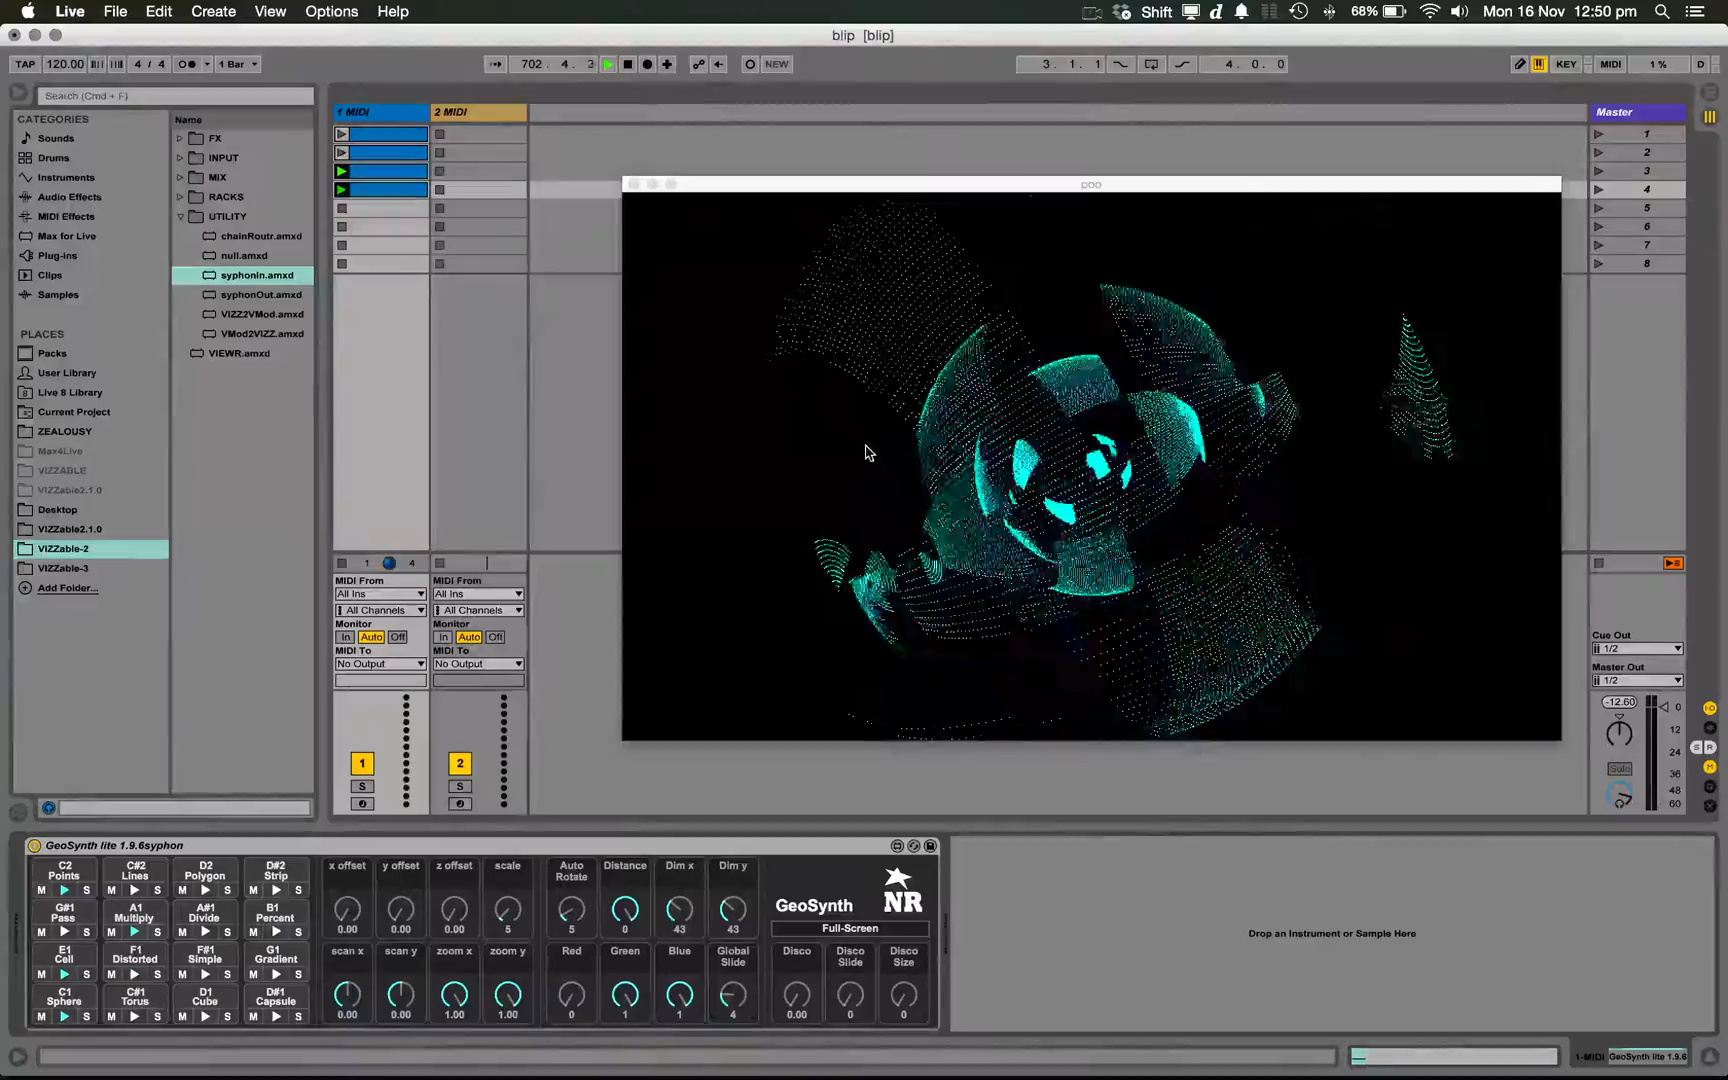 Live File Edit Create View Options Help
Shift 68% Mon 16 Nov 12:50 pm
blip [blip]
TAP 120.00 4 / 4 1 Bar 702 . 4 . 3 NEW 3 . 1 . 1 4 . 0 . 0 KEY MIDI 1 % D
Search (Cmd + F)
CATEGORIES
Sounds
Drums
Instruments
Audio Effects
MIDI Effects
Max for Live
Plug-ins
Clips
Samples
PLACES
Packs
User Library
Live 8 Library
Current Project
ZEALOUSY
Max4Live
VIZZABLE
VIZZable2.1.0
Desktop
VIZZable2.1.0
VIZZable-2
VIZZable-3
Add Folder...
Name
FX
INPUT
MIX
RACKS
UTILITY
chainRoutr.amxd
null.amxd
syphonIn.amxd
syphonOut.amxd
VIZZ2VMod.amxd
VMod2VIZZ.amxd
VIEWR.amxd
1 MIDI 2 MIDI Master
1
2
3
4
5
6
7
8
pop
1 4
MIDI From MIDI From
All Ins All Ins
All Channels All Channels
Monitor Monitor
In Auto Off In Auto Off
MIDI To MIDI To
No Output No Output
1 2
S S
Cue Out
1/2
Master Out
1/2
-12.60
0
12
24
36
48
60
Solo
S R
M
GeoSynth lite 1.9.6syphon
C2 C#2 D2 D#2
Points Lines Polygon Strip
M S M S M S M S
G#1 A1 A#1 B1
Pass Multiply Divide Percent
M S M S M S M S
E1 F1 F#1 G1
Cell Distorted Simple Gradient
M S M S M S M S
C1 C#1 D1 D#1
Sphere Torus Cube Capsule
M S M S M S M S
x offset y offset z offset scale
0.00 0.00 0.00 5
scan x scan y zoom x zoom y
0.00 0.00 1.00 1.00
Auto Rotate Distance Dim x Dim y
5 0 43 43
Red Green Blue Global Slide
0 1 1 4
GeoSynth NR
Full-Screen
Disco Disco Slide Disco Size
0.00 0 0
Drop an Instrument or Sample Here
1-MIDI GeoSynth lite 1.9.6